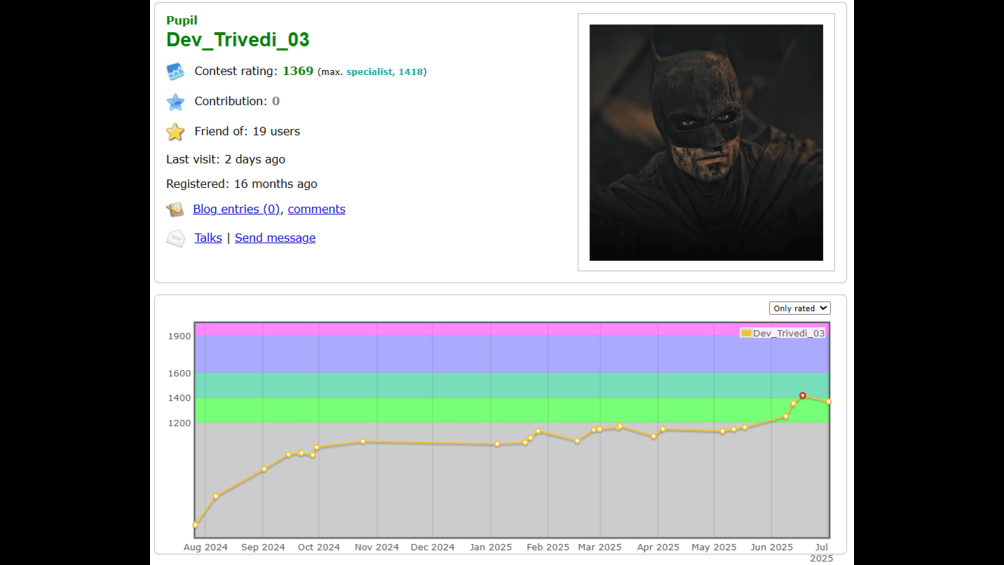 Pupil
Dev_Trivedi_03
Contest rating: 1369 (max. specialist, 1418)
Contribution: 0
Friend of: 19 users
Last visit: 2 days ago
Registered: 16 months ago
Blog entries (0), comments
Talks | Send message
Only rated
Dev_Trivedi_03
1900
1600
1400
1200
Aug 2024 Sep 2024 Oct 2024 Nov 2024 Dec 2024 Jan 2025 Feb 2025 Mar 2025 Apr 2025 May 2025 Jun 2025 Jul 2025